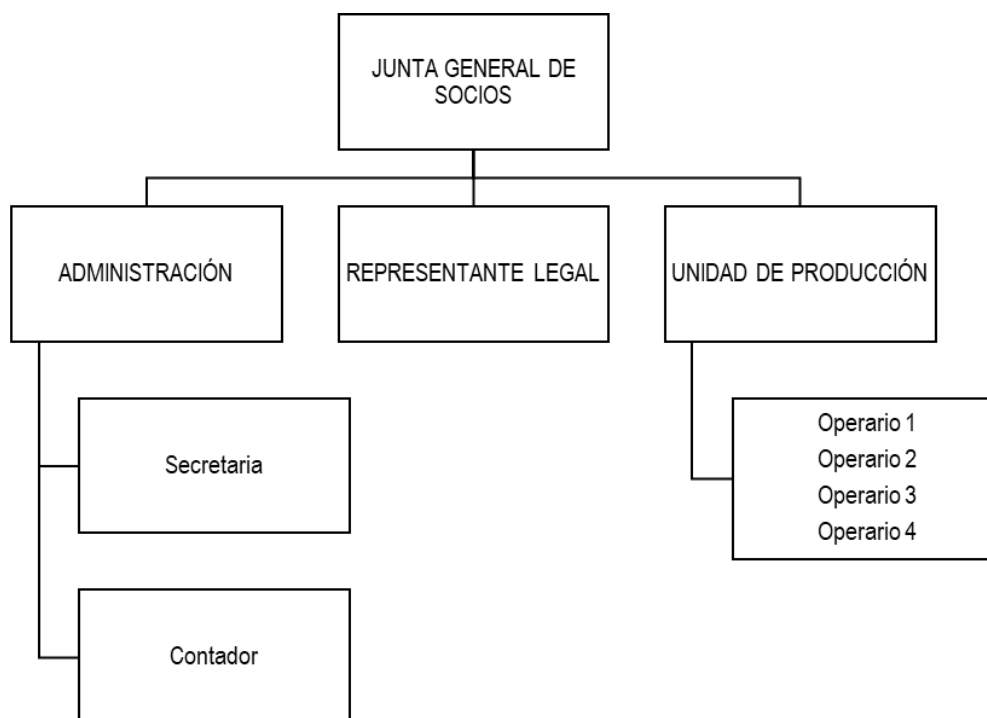 JUNTA GENERAL DE
SOCIOS
ADMINISTRACIÓN
REPRESENTANTE LEGAL
UNIDAD DE PRODUCCIÓN
Secretaria
Contador
Operario 1
Operario 2
Operario 3
Operario 4